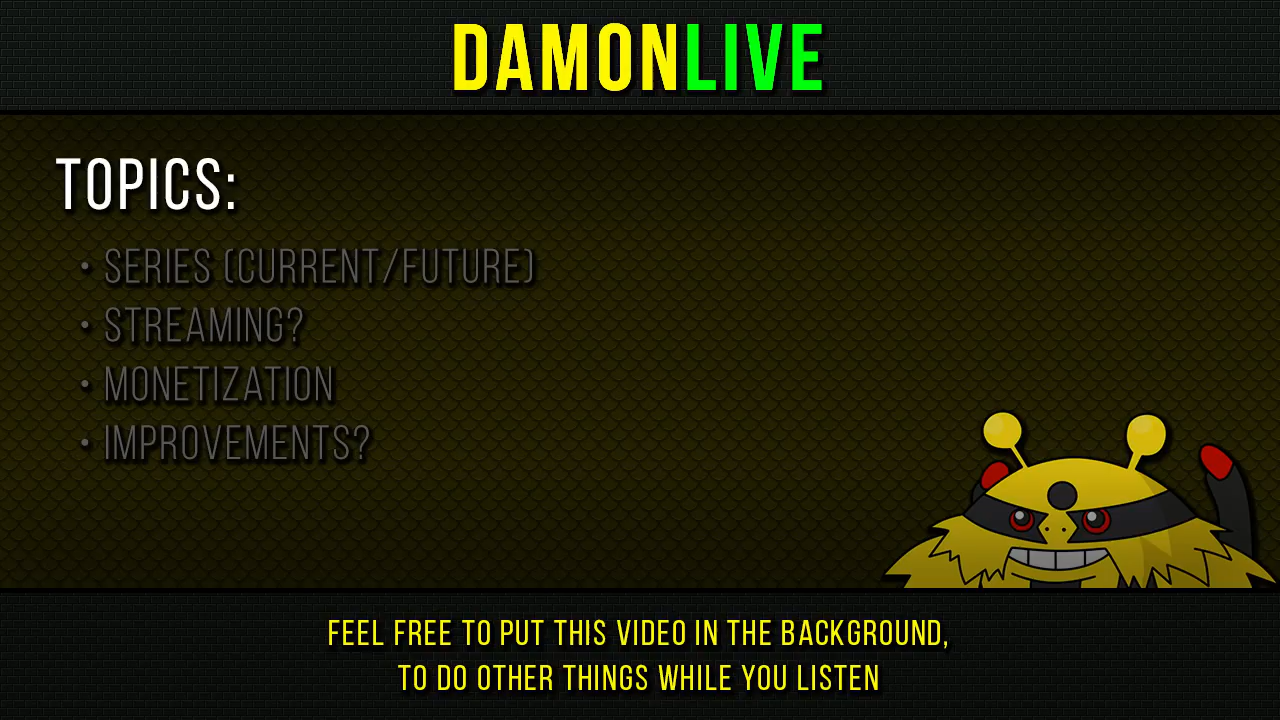 DAMONLIVE
TOPICS:
• SERIES (CURRENT/FUTURE)
• STREAMING?
• MONETIZATION
• IMPROVEMENTS?
FEEL FREE TO PUT THIS VIDEO IN THE BACKGROUND,
TO DO OTHER THINGS WHILE YOU LISTEN